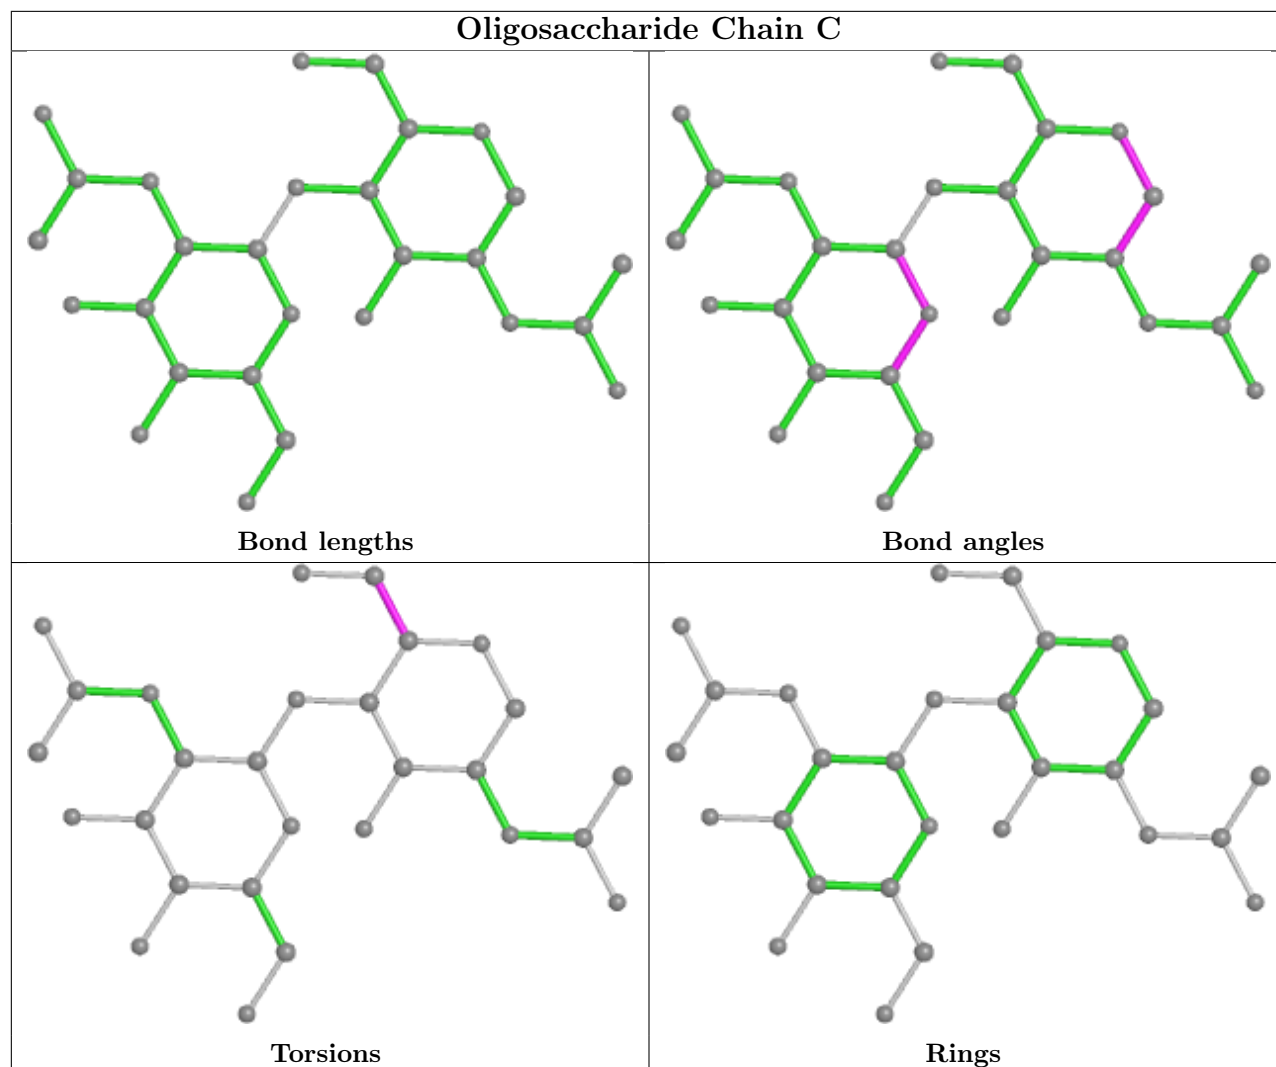 Oligosaccharide Chain C
Bond lengths
Bond angles
Torsions
Rings